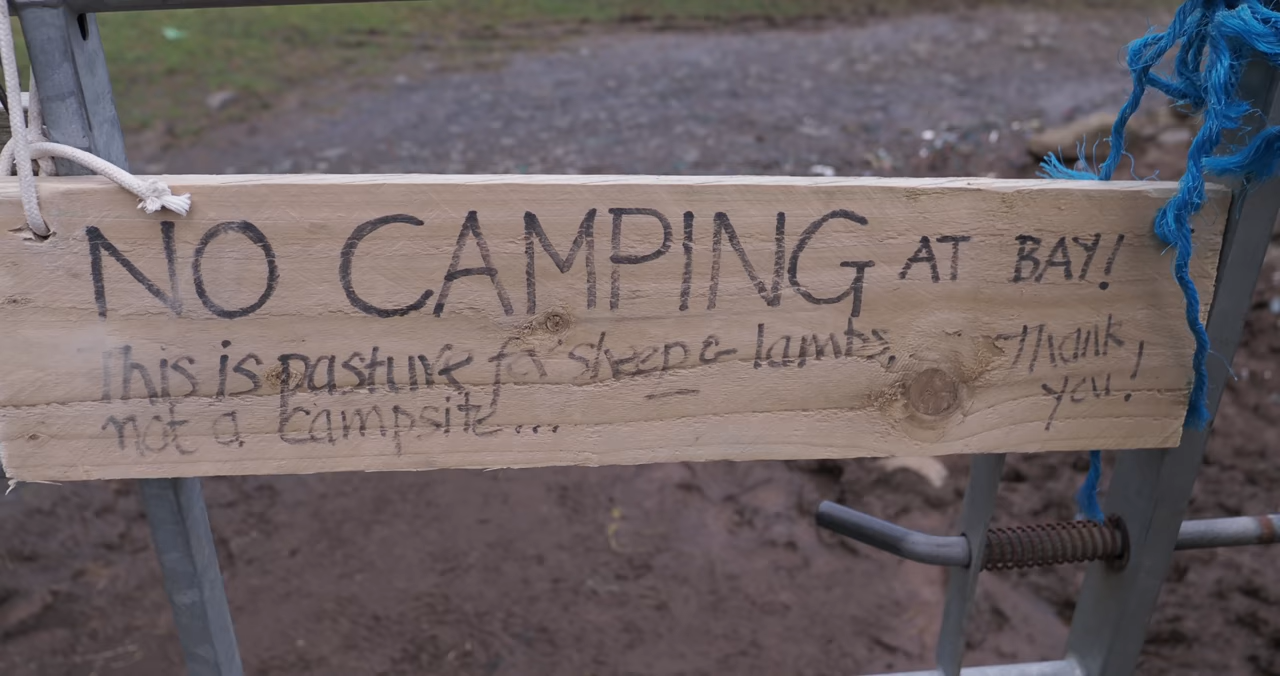 NO CAMPING AT BAY!
This is pasture for sheep & lambs,
not a campsite...
Thank
you!